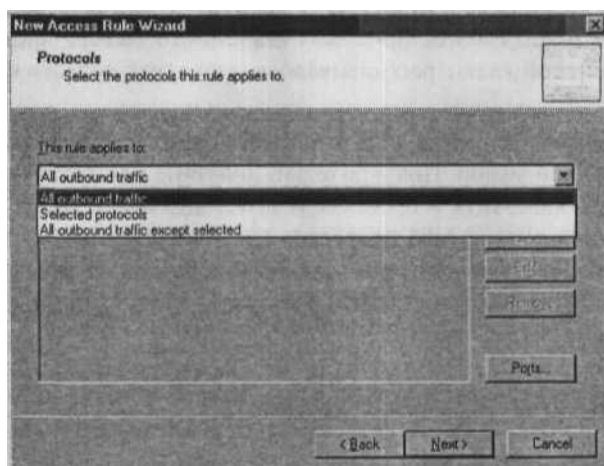 New Access Rule Wizard
Protocols
Select the protocols this rule applies to.
This rule applies to:
All outbound traffic
All outbound traffic
Selected protocols
All outbound traffic except selected
Edit...
Remove
Ports...
< Back
Next >
Cancel